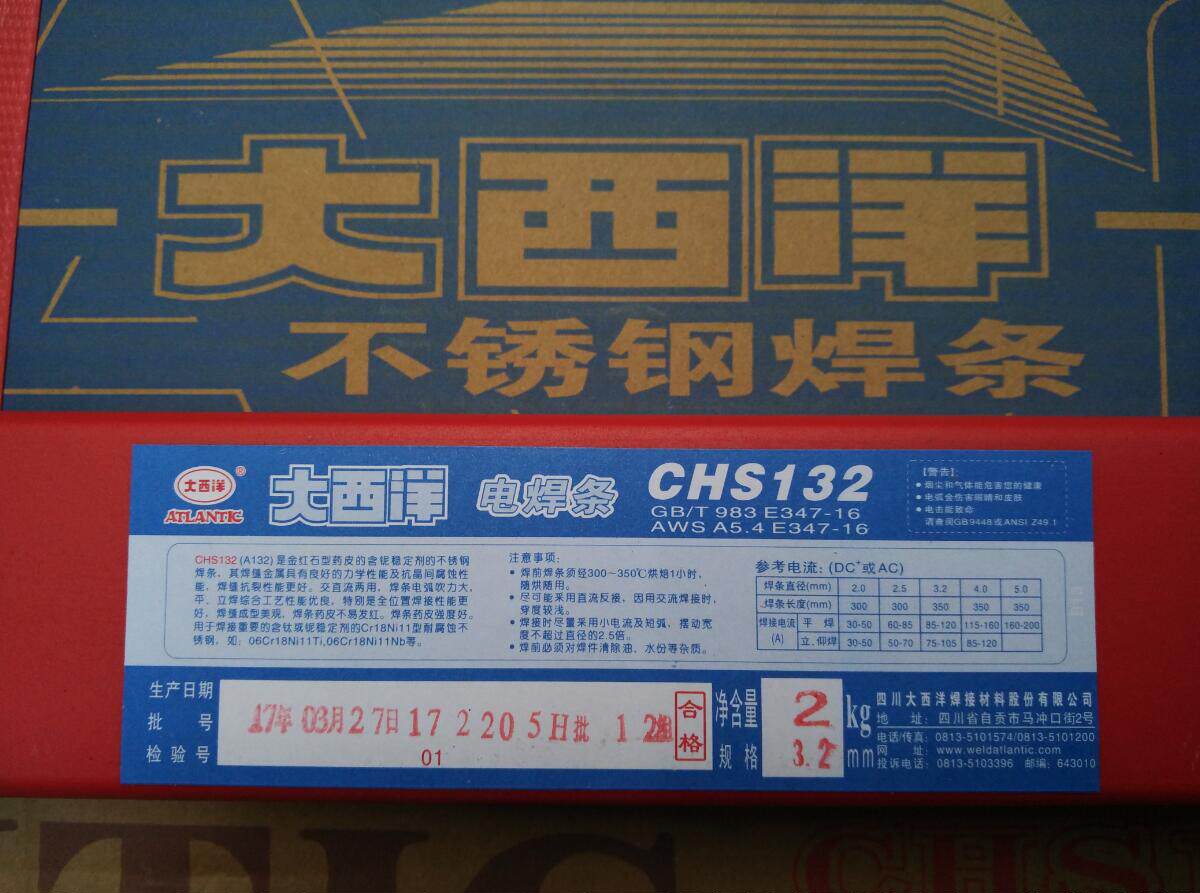 大西洋
不锈钢焊条
大西洋®
ATLANTIC
大西洋 电焊条
CHS132
GB/T 983 E347-16
AWS A5.4 E347-16
【警告】:
● 烟尘和气体能危害您的健康
● 电弧会伤害眼睛和皮肤
● 电击能致命
请查阅GB9448或ANSI Z49.1
CHS132(A132)是金红石型药皮的含铌稳定剂的不锈钢
焊条，其焊缝金属具有良好的力学性能及抗晶间腐蚀性
能，焊缝抗裂性能更好。交直流两用，焊条电弧吹力大，
平、立焊综合工艺性能优良，特别是全位置焊接性能更
好，焊缝成型美观，焊条药皮不易发红。焊条药皮强度好。
用于焊接重要的含钛或铌稳定剂的Cr18Ni11型耐腐蚀不
锈钢，如：06Cr18Ni11Ti,06Cr18Ni11Nb等。
注意事项:
● 焊前焊条须经300~350℃烘焙1小时，
随烘随用。
● 尽可能采用直流反接，因用交流焊接时，
穿度较浅。
● 焊接时尽量采用小电流及短弧，摆动宽
度不超过直径的2.5倍。
● 焊前必须对焊件清除油、水份等杂质。
参考电流: (DC⁺或AC)
焊条直径(mm) 2.0 2.5 3.2 4.0 5.0
焊条长度(mm) 300 300 350 350 350
焊接电流(A) 平 焊 30-50 60-85 85-120 115-160 160-200
立、仰焊 30-50 50-70 75-105 85-120
生产日期
批 号
检验号
17年 03月27日 17 2 20 5H批 1
01
合格
净含量 2 kg
规 格 3.2 mm
四川大西洋焊接材料股份有限公司
地 址: 四川省自贡市马冲口街2号
电话/传真: 0813-5101574/0813-5101200
网 址: www.weldatlantic.com
投诉电话: 0813-5103396 邮编: 643010
TIC
CHS